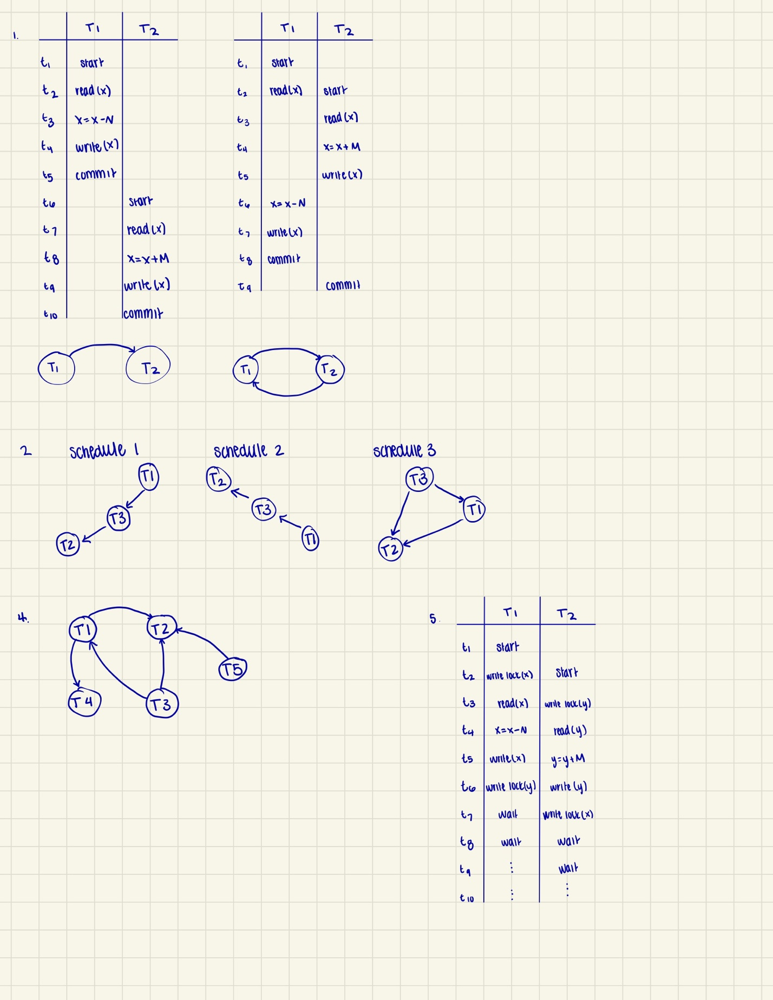 1. T1 T2 T1 T2
t1 start t1 start
t2 read(x) t2 read(x) start
t3 x=x-N t3 read(x)
t4 write(x) t4 x=x+M
t5 commit t5 write(x)
t6 start t6 x=x-N
t7 read(x) t7 write(x)
t8 x=x+M t8 commit
t9 write(x) t9 commit
t10 commit
T1 T2 T1 T2
2 schedule 1 schedule 2 schedule 3
T1 T2 T3
T3 T3 T1
T2 T1 T2
4. 5. T1 T2
T1 T2
t1 start
T5 t2 write lock(x) start
T4 T3 t3 read(x) write lock(y)
t4 x=x-N read(y)
t5 write(x) y=y+M
t6 write lock(y) write(y)
t7 wait write lock(x)
t8 wait wait
t9 ⋮ wait
t10 ⋮ ⋮